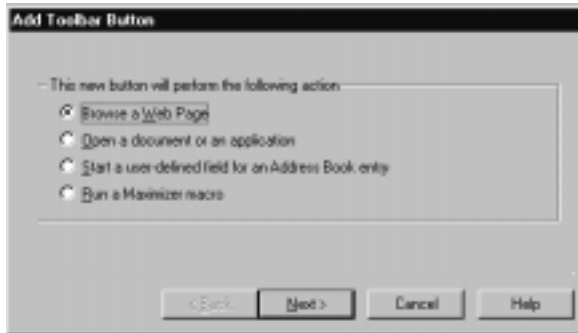 Add Toolbar Button
This new button will perform the following action
Browse a Web Page
Open a document or an application
Start a user-defined field for an Address Book entry
Run a Maximizer macro
< Back
Next >
Cancel
Help